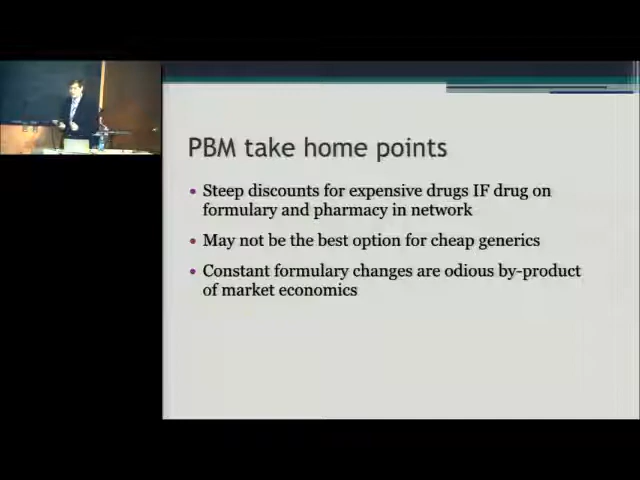 PBM take home points
• Steep discounts for expensive drugs IF drug on
formulary and pharmacy in network
• May not be the best option for cheap generics
• Constant formulary changes are odious by-product
of market economics